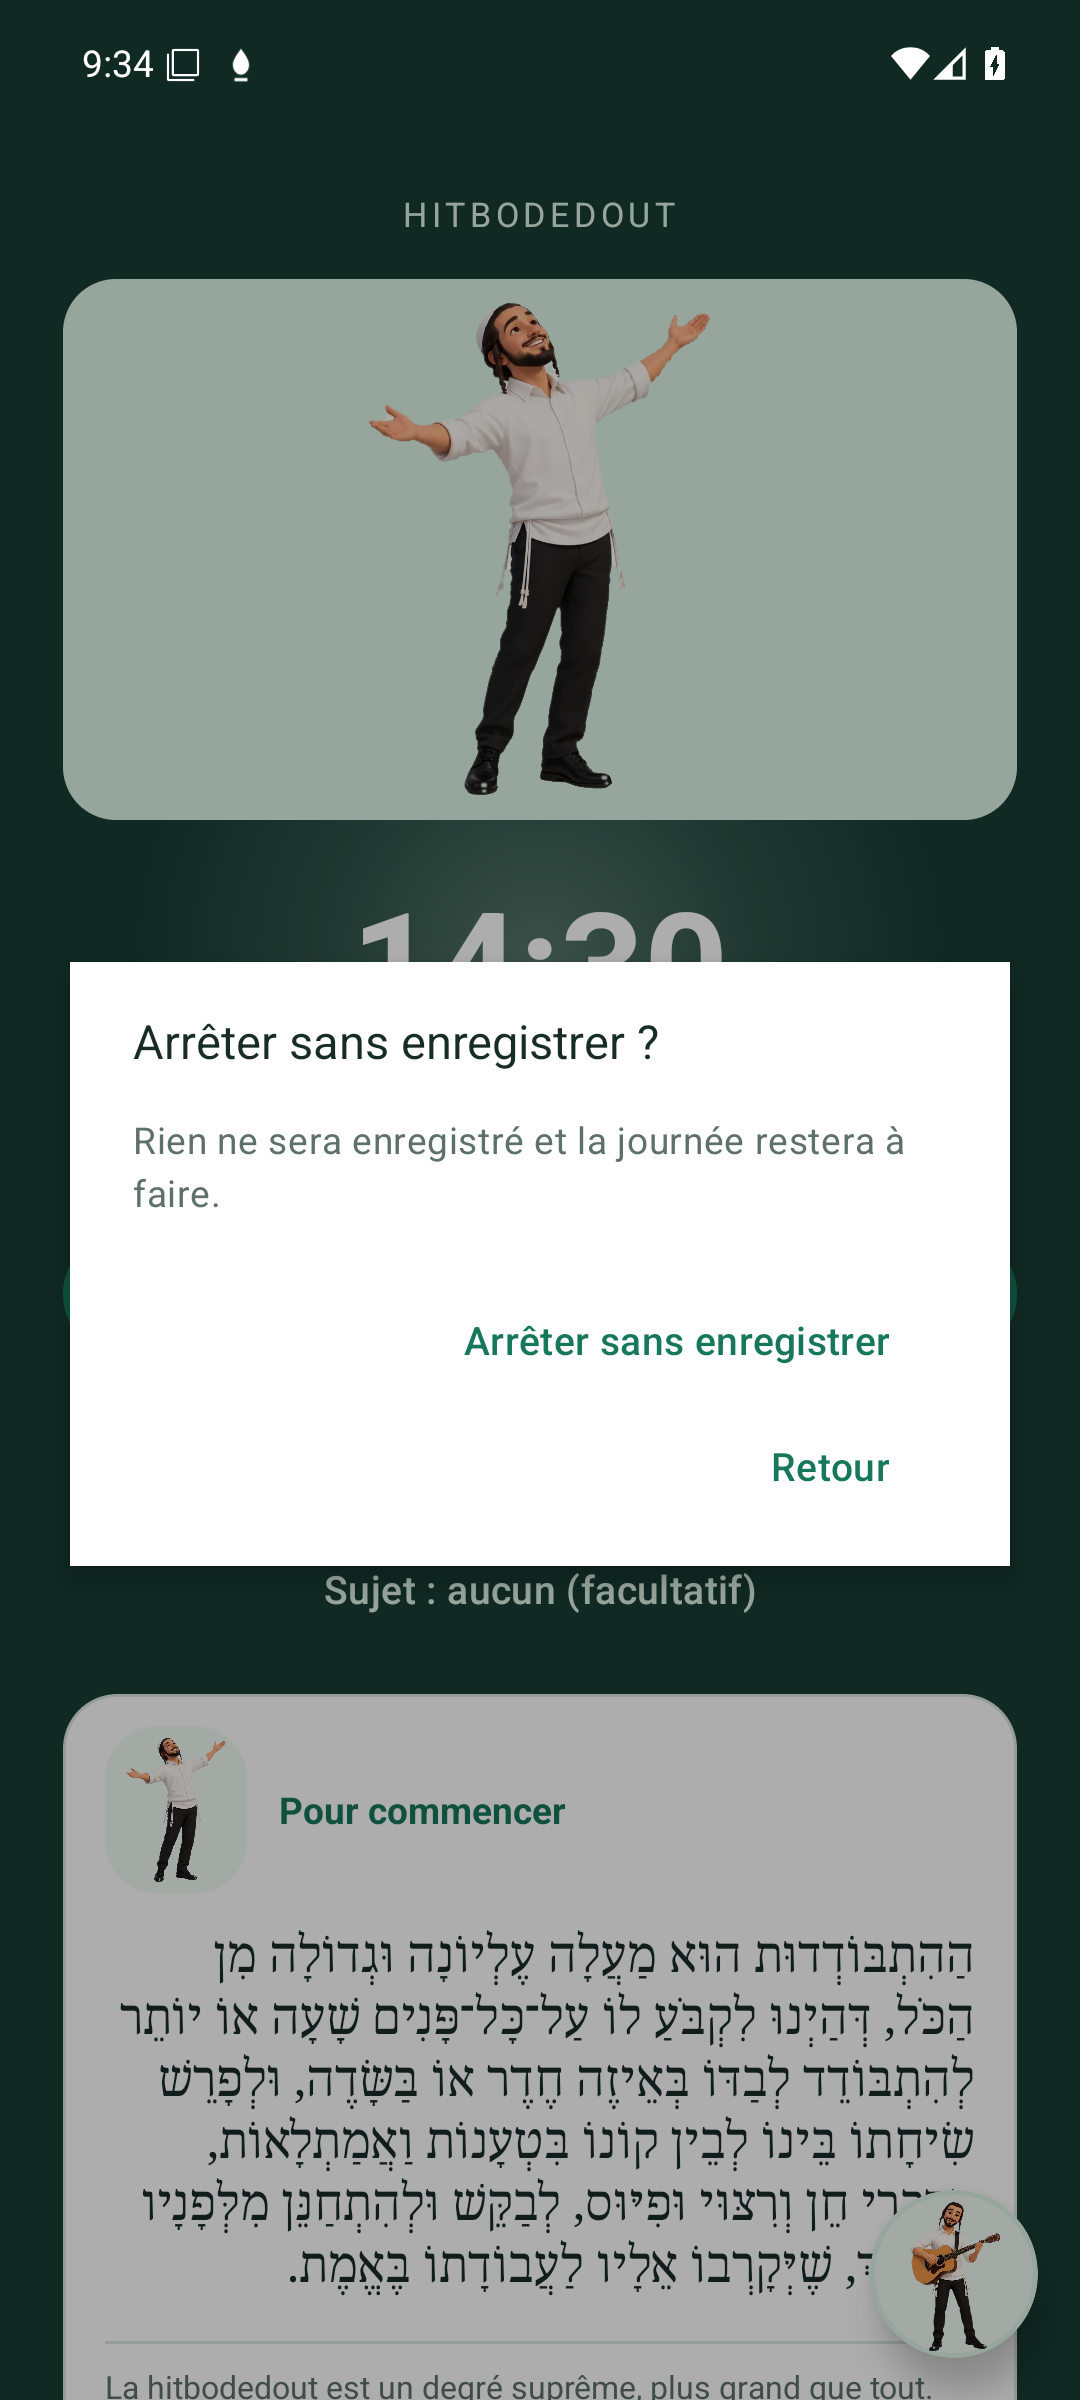 9:34
HITBODEDOUT
14:30
Arrêter sans enregistrer ?
Rien ne sera enregistré et la journée restera à
faire.
Arrêter sans enregistrer
Retour
Sujet : aucun (facultatif)
Pour commencer
הַהִתְבּוֹדְדוּת הוּא מַעֲלָה עֶלְיוֹנָה וּגְדוֹלָה מִן
הַכֹּל, דְּהַיְנוּ לִקְבֹּעַ לוֹ עַל־כָּל־פָּנִים שָׁעָה אוֹ יוֹתֵר
לְהִתְבּוֹדֵד לְבַדּוֹ בְּאֵיזֶה חֶדֶר אוֹ בַּשָּׂדֶה, וּלְפָרֵשׁ
שִׂיחָתוֹ בֵּינוֹ לְבֵין קוֹנוֹ בִּטְעָנוֹת וַאֲמַתְלָאוֹת,
חֵן וְרִצּוּי וּפִיּוּס, לְבַקֵּשׁ וּלְהִתְחַנֵּן מִלְּפָנָיו
שֶׁיְּקָרְבוֹ אֵלָיו לַעֲבוֹדָתוֹ בֶּאֱמֶת.
La hitbodedout est un degré suprême, plus grand que tout.